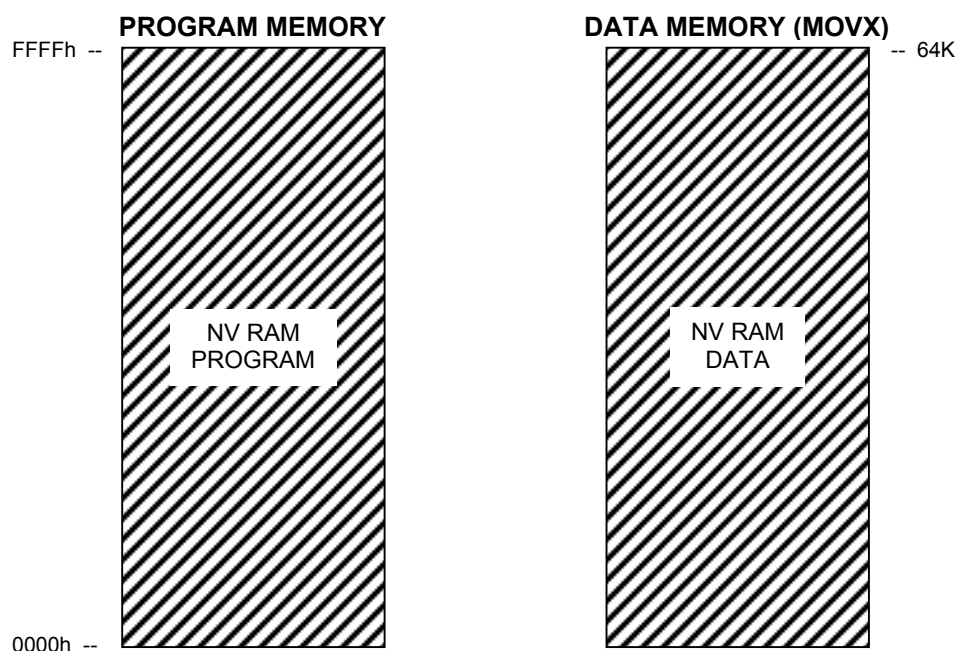 PROGRAM MEMORY
DATA MEMORY (MOVX)
FFFFh --
-- 64K
NV RAM
PROGRAM
NV RAM
DATA
0000h --